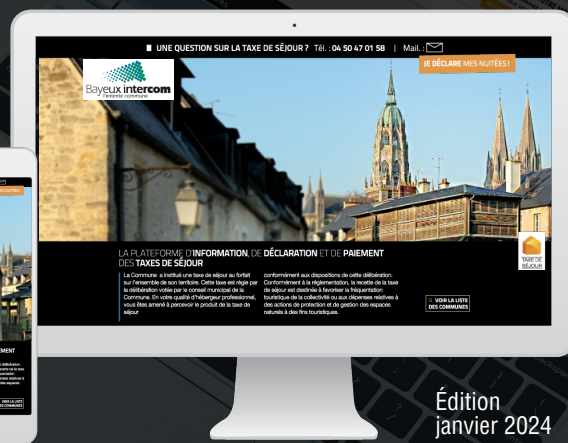 UNE QUESTION SUR LA TAXE DE SÉJOUR ? Tél. : 04 50 47 01 58 | Mail. :
JE DÉCLARE MES NUITÉES !
Bayeux intercom
l'entente commune
LA PLATEFORME D'INFORMATION, DE DÉCLARATION ET DE PAIEMENT
DES TAXES DE SÉJOUR
La Commune a institué une taxe de séjour au forfait
sur l'ensemble de son territoire. Cette taxe est régie par
la délibération votée par le conseil municipal de la
Commune. En votre qualité d'hébergeur professionnel,
vous êtes amené à percevoir le produit de la taxe de
séjour
conformément aux dispositions de cette délibération.
Conformément à la réglementation, la recette de la taxe
de séjour est destinée à favoriser la fréquentation
touristique de la collectivité ou aux dépenses relatives à
des actions de protection et de gestion des espaces
naturels à des fins touristiques.
TAXE DE
SÉJOUR
VOIR LA LISTE
DES COMMUNES
PAIEMENT
VOIR LA LISTE
DES COMMUNES
Édition
janvier 2024